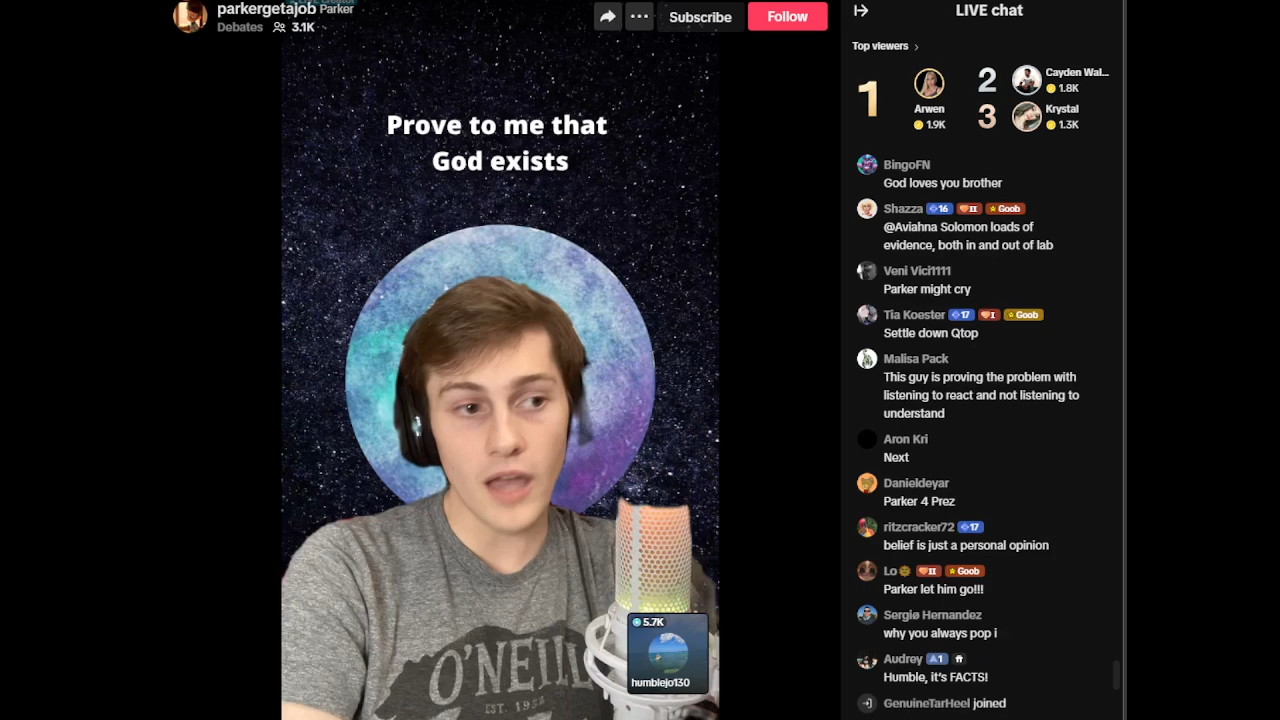 parkergetajob Parker
Debates 3.1K
Subscribe
Follow
Prove to me that
God exists
O'NEILL
EST. 195
5.7K
humblejo130
LIVE chat
Top viewers >
1
Arwen
1.9K
2
Cayden Wal...
1.8K
3
Krystal
1.3K
BingoFN
God loves you brother
Shazza 16 II Goob
@Aviahna Solomon loads of
evidence, both in and out of lab
Veni Vici1111
Parker might cry
Tia Koester 17 I Goob
Settle down Qtop
Malisa Pack
This guy is proving the problem with
listening to react and not listening to
understand
Aron Kri
Next
Danieldeyar
Parker 4 Prez
ritzcracker72 17
belief is just a personal opinion
Lo II Goob
Parker let him go!!!
Sergiø Hernandez
why you always pop i
Audrey 1
Humble, it's FACTS!
GenuineTarHeel joined